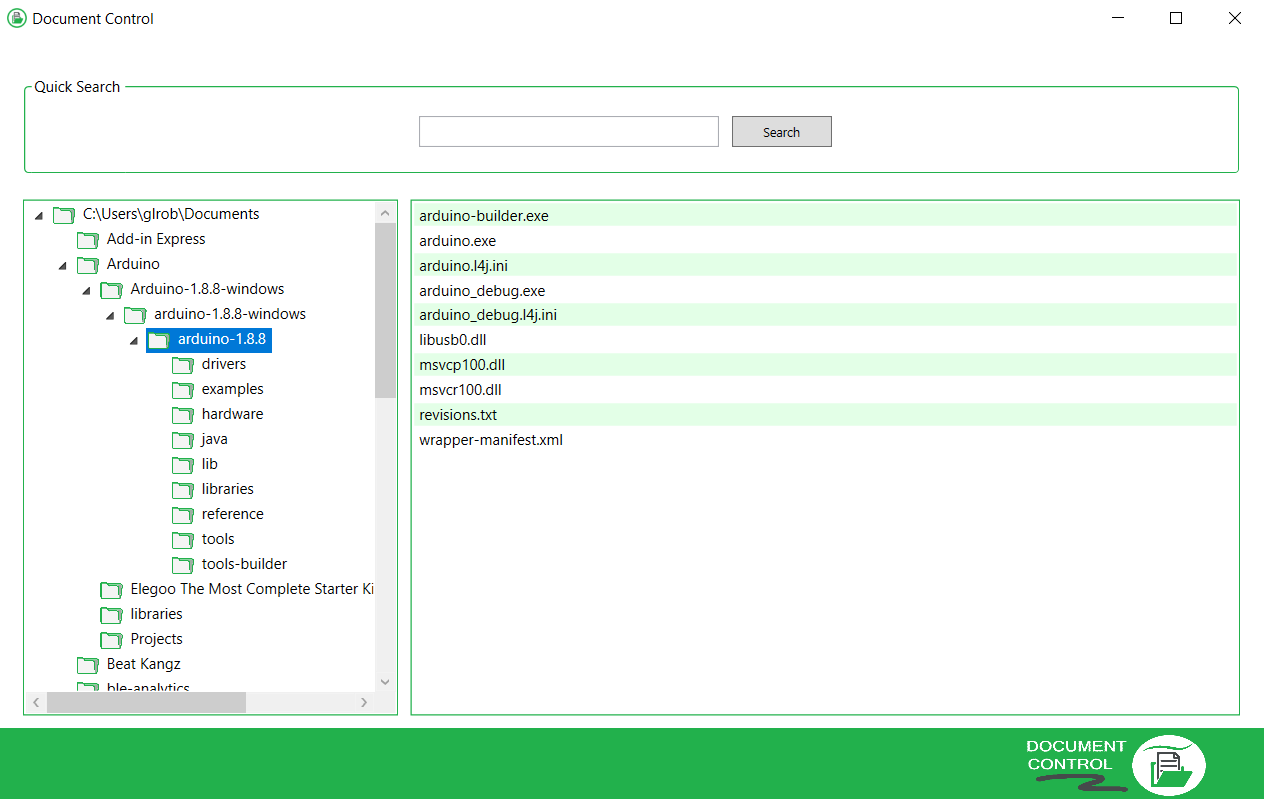 Document Control
Quick Search
Search
C:\Users\glrob\Documents
Add-in Express
Arduino
Arduino-1.8.8-windows
arduino-1.8.8-windows
arduino-1.8.8
drivers
examples
hardware
java
lib
libraries
reference
tools
tools-builder
Elegoo The Most Complete Starter Ki
libraries
Projects
Beat Kangz
ble-analytics
arduino-builder.exe
arduino.exe
arduino.l4j.ini
arduino_debug.exe
arduino_debug.l4j.ini
libusb0.dll
msvcp100.dll
msvcr100.dll
revisions.txt
wrapper-manifest.xml
DOCUMENT
CONTROL